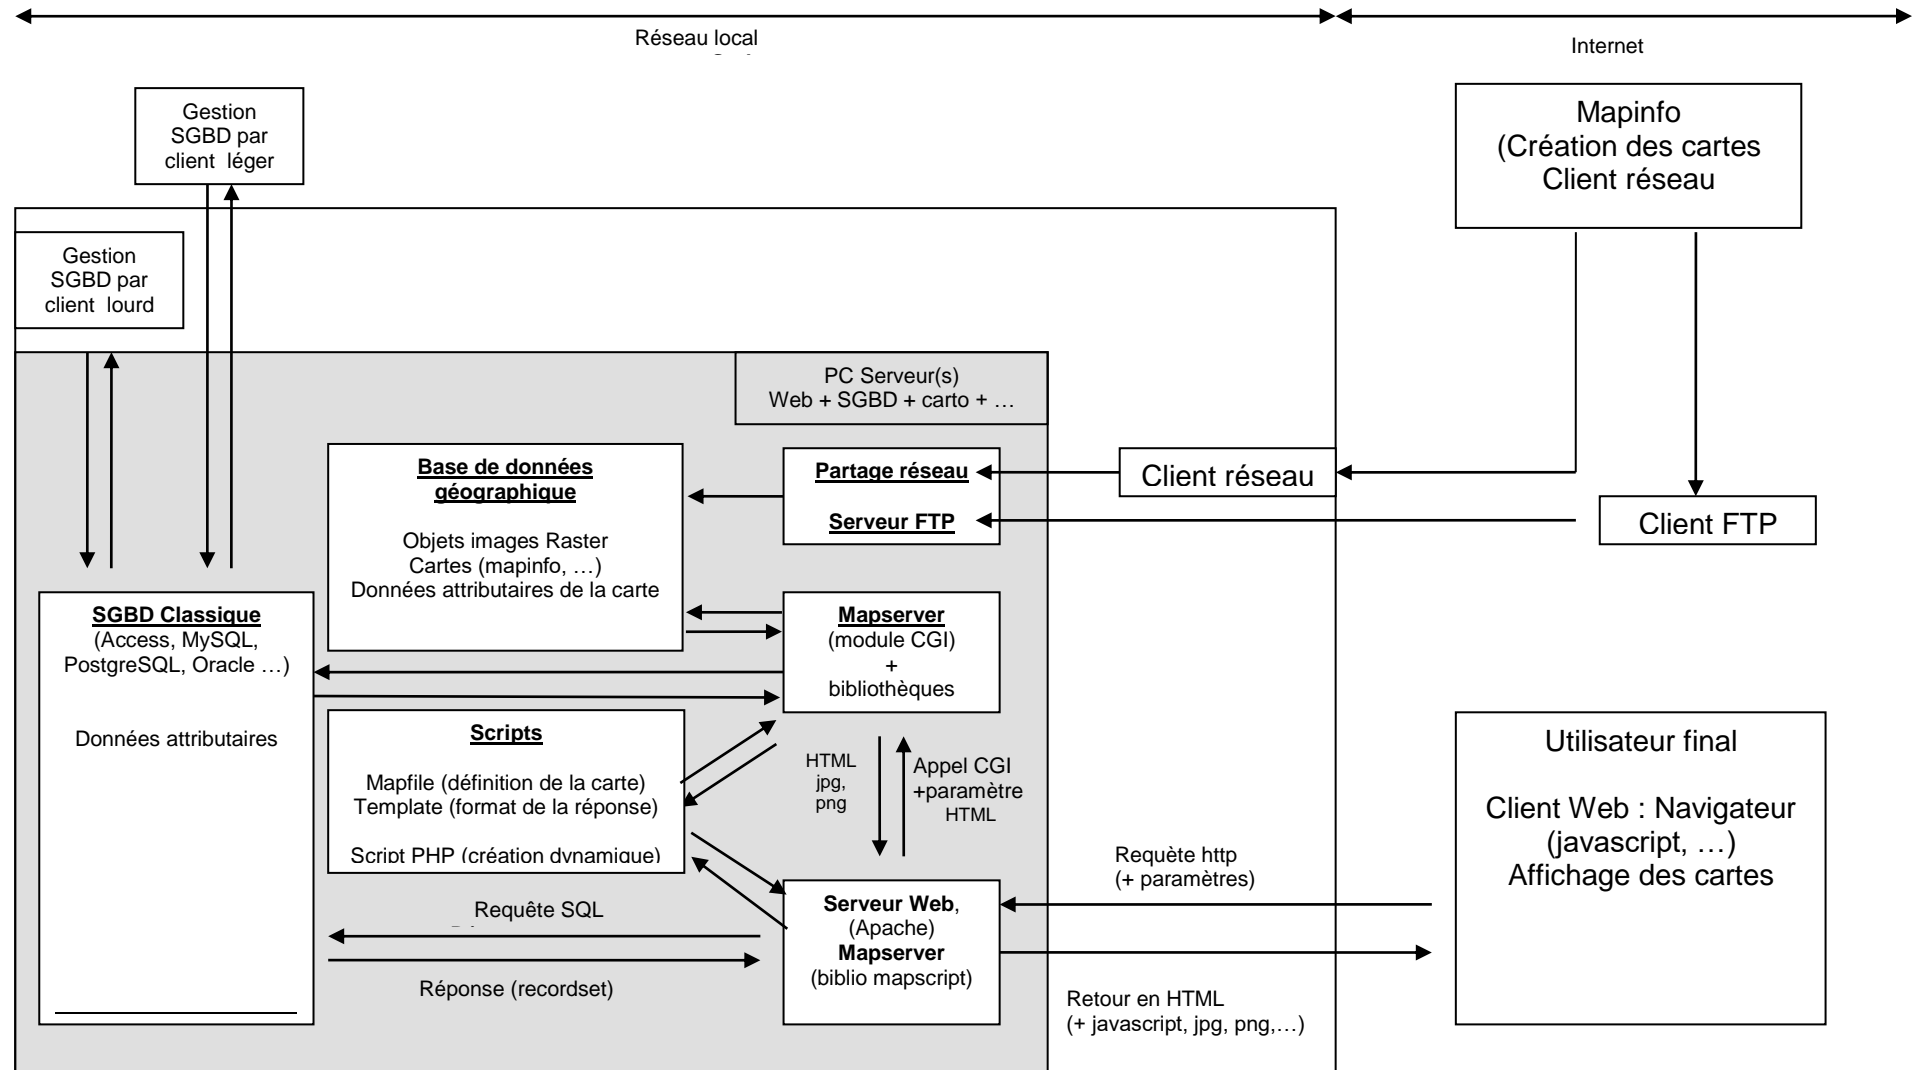 Réseau local
Internet
Gestion
SGBD par
client léger
Mapinfo
(Création des cartes
Client réseau
Gestion
SGBD par
client lourd
PC Serveur(s)
Web + SGBD + carto + …
Base de données
géographique
Objets images Raster
Cartes (mapinfo, …)
Données attributaires de la carte
Partage réseau
Serveur FTP
Client réseau
Client FTP
SGBD Classique
(Access, MySQL,
PostgreSQL, Oracle …)
Données attributaires
Mapserver
(module CGI)
+
bibliothèques
Scripts
Mapfile (définition de la carte)
Template (format de la réponse)
Script PHP (création dynamique)
HTML
jpg,
png
Appel CGI
+paramètre
HTML
Utilisateur final
Client Web : Navigateur
(javascript, …)
Affichage des cartes
Requète http
(+ paramètres)
Requête SQL
Réponse (recordset)
Serveur Web,
(Apache)
Mapserver
(biblio mapscript)
Retour en HTML
(+ javascript, jpg, png,…)